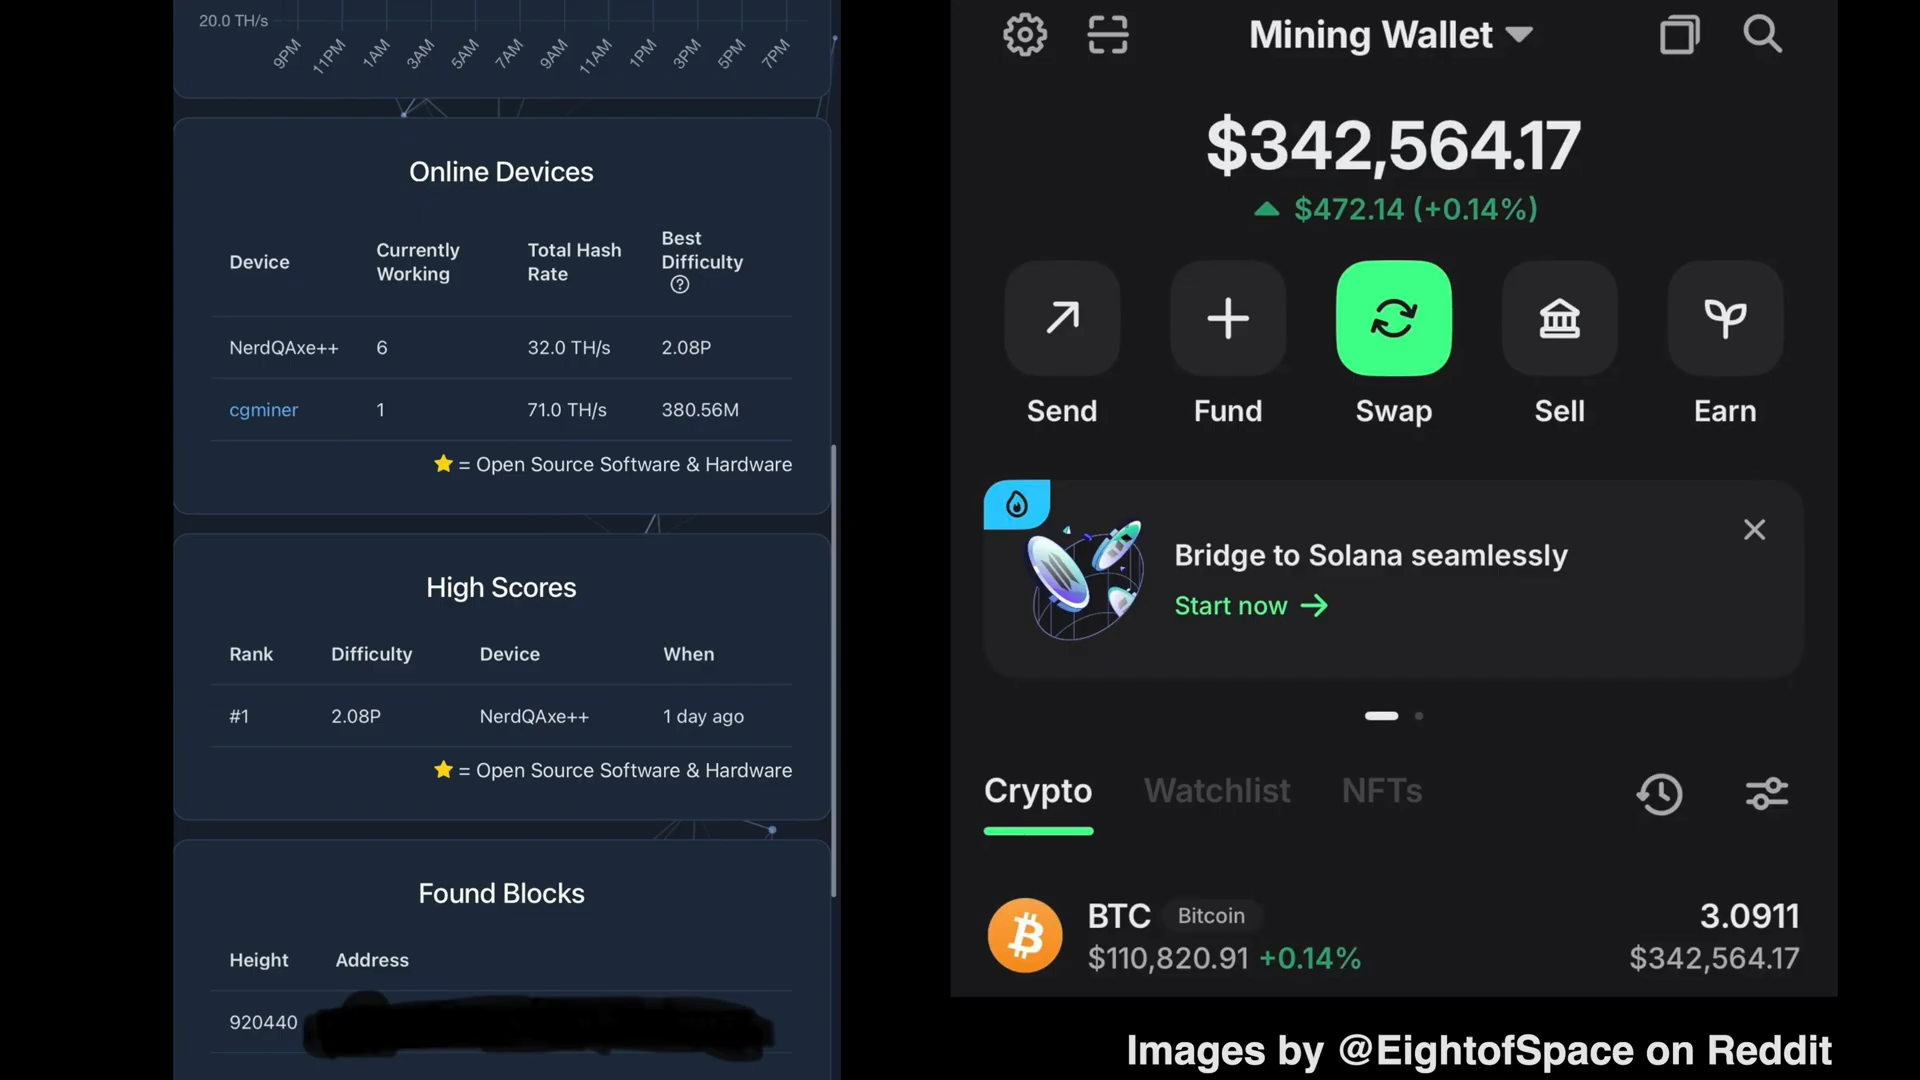 20.0 TH/s
9PM 11PM 1AM 3AM 5AM 7AM 9AM 11AM 1PM 3PM 5PM 7PM
Online Devices
Device Currently Working Total Hash Rate Best Difficulty ?
NerdQAxe++ 6 32.0 TH/s 2.08P
cgminer 1 71.0 TH/s 380.56M
⭐ = Open Source Software & Hardware
High Scores
Rank Difficulty Device When
#1 2.08P NerdQAxe++ 1 day ago
⭐ = Open Source Software & Hardware
Found Blocks
Height Address
920440
Mining Wallet
$342,564.17
$472.14 (+0.14%)
Send Fund Swap Sell Earn
Bridge to Solana seamlessly
Start now →
Crypto Watchlist NFTs
BTC Bitcoin 3.0911
$110,820.91 +0.14% $342,564.17
Images by @EightofSpace on Reddit